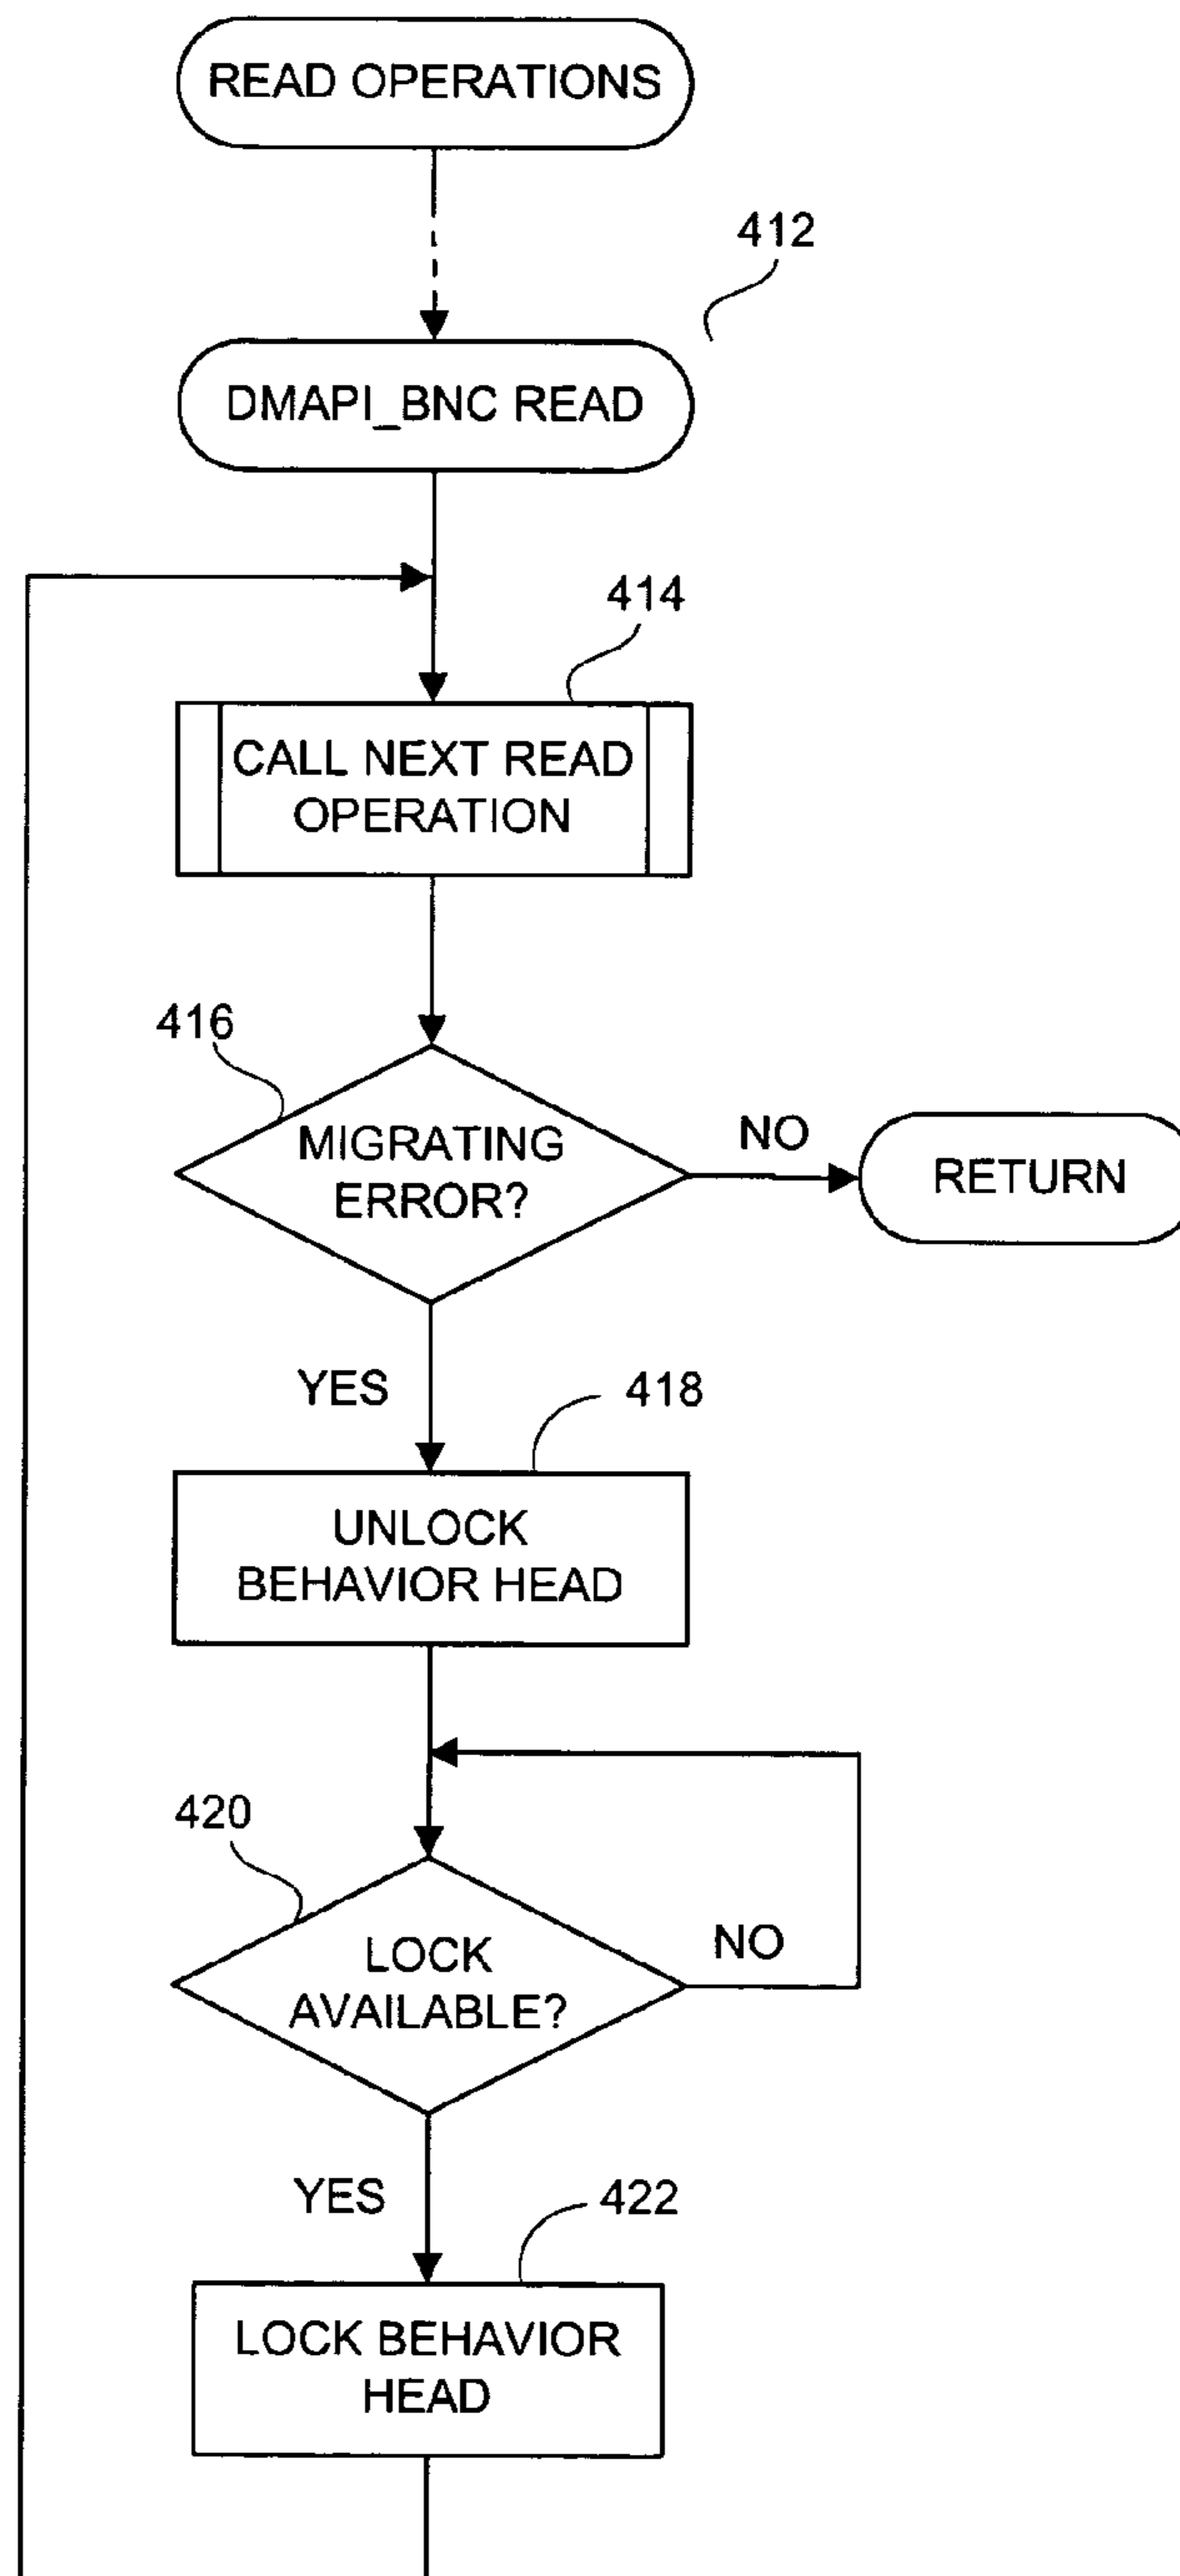 READ OPERATIONS
412
DMAPI_BNC READ
414
CALL NEXT READ
OPERATION
416
MIGRATING
ERROR?
NO
RETURN
YES
418
UNLOCK
BEHAVIOR HEAD
420
LOCK
AVAILABLE?
NO
YES
422
LOCK BEHAVIOR
HEAD